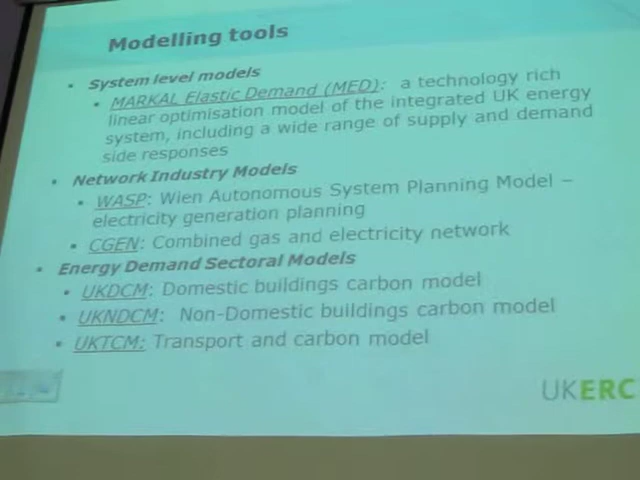 Modelling tools
• System level models
• MARKAL Elastic Demand (MED): a technology rich
linear optimisation model of the integrated UK energy
system, including a wide range of supply and demand
side responses
• Network Industry Models
• WASP: Wien Autonomous System Planning Model –
electricity generation planning
• CGEN: Combined gas and electricity network
• Energy Demand Sectoral Models
• UKDCM: Domestic buildings carbon model
• UKNDCM: Non-Domestic buildings carbon model
• UKTCM: Transport and carbon model
UKERC